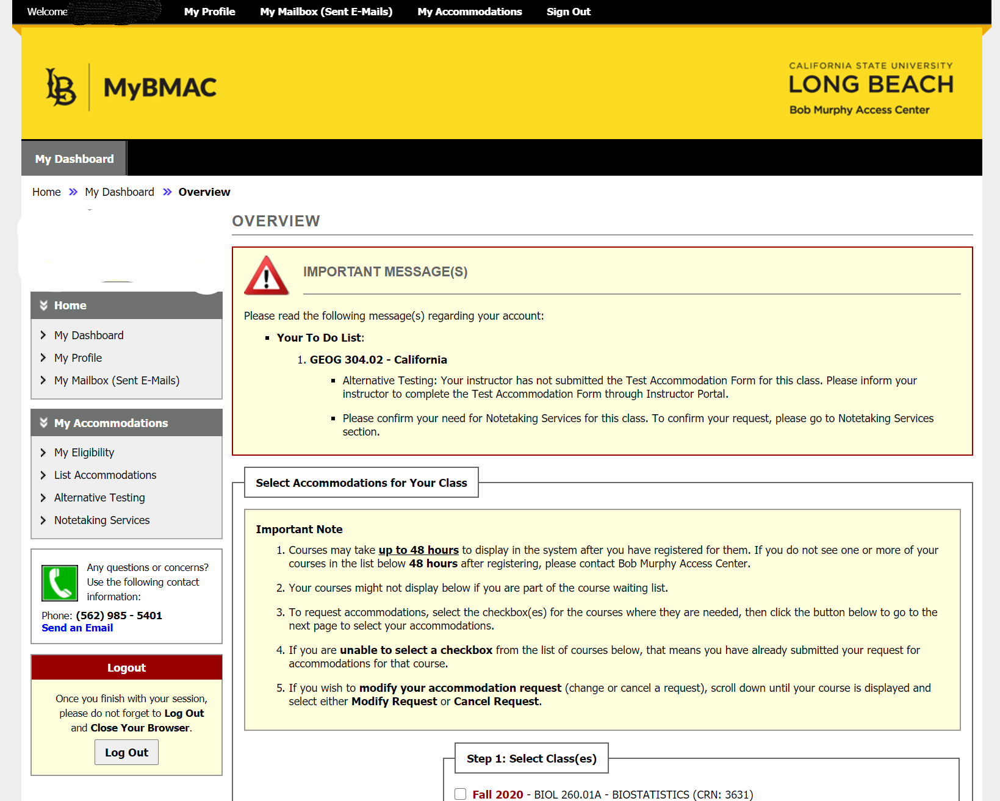 Welcome
My Profile
My Mailbox (Sent E-Mails)
My Accommodations
Sign Out
LB
MyBMAC
CALIFORNIA STATE UNIVERSITY
LONG BEACH
Bob Murphy Access Center
My Dashboard
Home » My Dashboard » Overview
OVERVIEW
IMPORTANT MESSAGE(S)
Please read the following message(s) regarding your account:
Your To Do List:
1. GEOG 304.02 - California
Alternative Testing: Your instructor has not submitted the Test Accommodation Form for this class. Please inform your
instructor to complete the Test Accommodation Form through Instructor Portal.
Please confirm your need for Notetaking Services for this class. To confirm your request, please go to Notetaking Services
section.
Home
My Dashboard
My Profile
My Mailbox (Sent E-Mails)
My Accommodations
My Eligibility
List Accommodations
Alternative Testing
Notetaking Services
Any questions or concerns?
Use the following contact
information:
Phone: (562) 985 - 5401
Send an Email
Logout
Once you finish with your session,
please do not forget to Log Out
and Close Your Browser.
Log Out
Select Accommodations for Your Class
Important Note
1. Courses may take up to 48 hours to display in the system after you have registered for them. If you do not see one or more of your
courses in the list below 48 hours after registering, please contact Bob Murphy Access Center.
2. Your courses might not display below if you are part of the course waiting list.
3. To request accommodations, select the checkbox(es) for the courses where they are needed, then click the button below to go to the
next page to select your accommodations.
4. If you are unable to select a checkbox from the list of courses below, that means you have already submitted your request for
accommodations for that course.
5. If you wish to modify your accommodation request (change or cancel a request), scroll down until your course is displayed and
select either Modify Request or Cancel Request.
Step 1: Select Class(es)
Fall 2020 - BIOL 260.01A - BIOSTATISTICS (CRN: 3631)